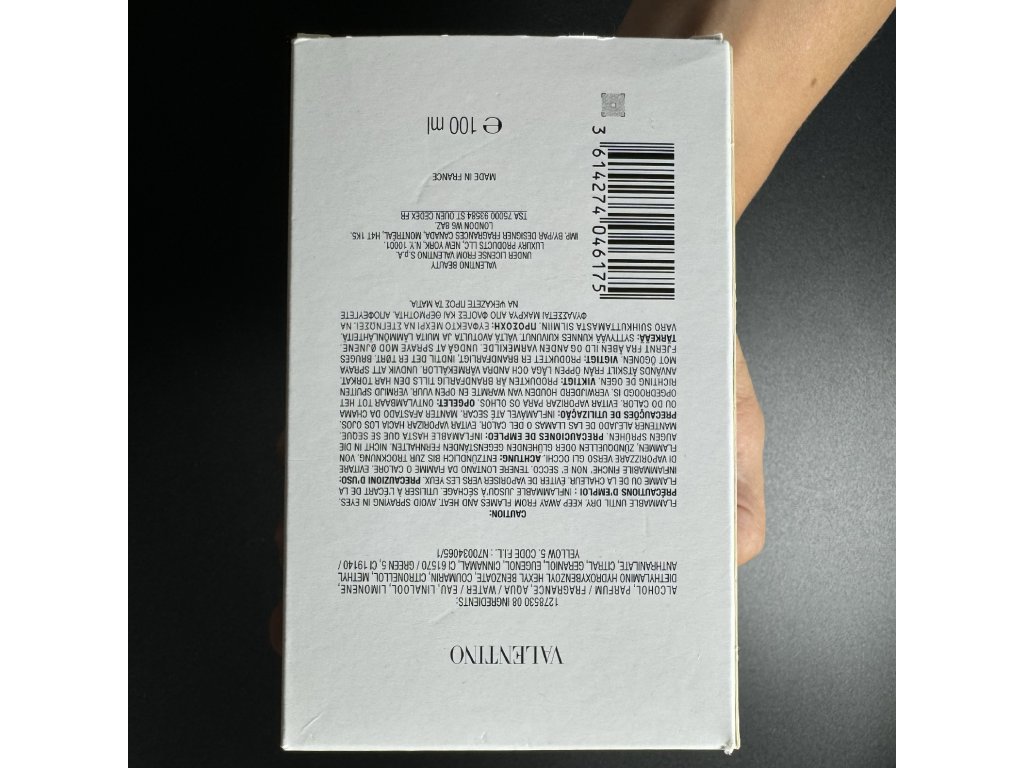 VALENTINO
1278530 08 INGREDIENTS:
ALCOHOL, PARFUM / FRAGRANCE, AQUA / WATER / EAU, LINALOOL, LIMONENE,
DIETHYLAMINO HYDROXYBENZOYL HEXYL BENZOATE, COUMARIN, CITRONELLOL, METHYL
ANTHRANILATE, CITRAL, GERANIOL, EUGENOL, CINNAMAL, CI 61570 / GREEN 5, CI 19140 /
YELLOW 5. CODE F.I.L. : N70034065/1
CAUTION:
FLAMMABLE UNTIL DRY. KEEP AWAY FROM FLAMES AND HEAT. AVOID SPRAYING IN EYES.
PRÉCAUTIONS D'EMPLOI : INFLAMMABLE JUSQU'A SÉCHAGE. UTILISER À L'ÉCART DE LA
FLAMME OU DE LA CHALEUR. ÉVITER DE VAPORISER VERS LES YEUX. PRECAUZIONI D'USO:
INFIAMMABILE FINCHE' NON E' SECCO. TENERE LONTANO DA FIAMME O CALORE. EVITARE
DI VAPORIZZARE VERSO GLI OCCHI. ACHTUNG: ENTZÜNDLICH BIS ZUR TROCKNUNG. VON
FLAMMEN, ZÜNDQUELLEN ODER GLÜHENDEN GEGENSTÄNDEN FERNHALTEN. NICHT IN DIE
AUGEN SPRÜHEN. PRECAUCIONES DE EMPLEO: INFLAMABLE HASTA QUE SE SEQUE.
MANTENER ALEJADO DE LAS LLAMAS O DEL CALOR. EVITAR VAPORIZAR HACIA LOS OJOS.
PRECAUÇÕES DE UTILIZAÇÃO: INFLAMÁVEL ATÉ SECAR. MANTER AFASTADO DA CHAMA
OU DO CALOR. EVITAR VAPORIZAR PARA OS OLHOS. OPGELET: ONTVLAMBAAR TOT HET
OPGEDROOGD IS. VERWIJDERD HOUDEN VAN WARMTE EN OPEN VUUR. VERMIJD SPUITEN
RICHTING DE OGEN. VIKTIGT: PRODUKTEN ÄR BRANDFARLIG TILLS DEN HAR TORKAT.
ANVÄNDS ÅTSKILT FRÅN ÖPPEN LÅGA OCH ANDRA VÄRMEKÄLLOR. UNDVIK ATT SPRAYA
MOT ÖGONEN. VIGTIGT: PRODUKTET ER BRANDFARLIGT, INDTIL DET ER TØRT. BRUGES
FJERNT FRA ÅBEN ILD OG ANDEN VARMEKILDE. UNDGÅ AT SPRAYE MOD ØJNENE.
TÄRKEÄÄ: SYTTYVÄÄ KUNNES KUIVUNUT. VÄLTÄ AVOTULTA JA MUITA LÄMMÖNLÄHTEITÄ.
VARO SUIHKUTTAMASTA SILMIIN. ΠΡΟΣΟΧΗ: ΕΥΦΛΕΚΤΟ ΜΕΧΡΙ ΝΑ ΣΤΕΓΝΩΣΕΙ. ΝΑ
ΦΥΛΑΣΣΕΤΑΙ ΜΑΚΡΥΑ ΑΠΟ ΦΛΟΓΕΣ ΚΑΙ ΘΕΡΜΟΤΗΤΑ. ΑΠΟΦΕΥΓΕΤΕ
ΝΑ ΨΕΚΑΖΕΤΕ ΠΡΟΣ ΤΑ ΜΑΤΙΑ.
VALENTINO BEAUTY
UNDER LICENSE FROM VALENTINO S.p.A.
LUXURY PRODUCTS LLC, NEW YORK, N.Y. 10001.
IMP. BY/PAR DESIGNER FRAGRANCES CANADA, MONTRÉAL, H4T 1K5.
LONDON W6 8AZ.
TSA 75000 93584 ST OUEN CEDEX FR
MADE IN FRANCE
℮ 100 ml
3 614274 046175